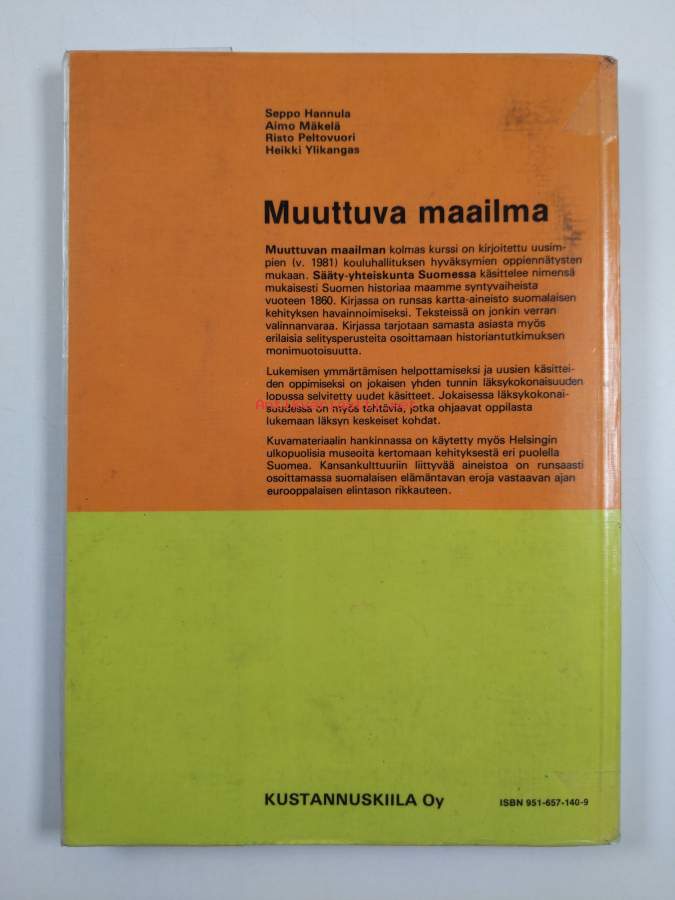 Seppo Hannula
Aimo Mäkelä
Risto Peltovuori
Heikki Ylikangas
Muuttuva maailma
Muuttuvan maailman kolmas kurssi on kirjoitettu uusim-
pien (v. 1981) kouluhallituksen hyväksymien oppiennätysten
mukaan. Sääty-yhteiskunta Suomessa käsittelee nimensä
mukaisesti Suomen historiaa maamme syntyvaiheista
vuoteen 1860. Kirjassa on runsas kartta-aineisto suomalaisen
kehityksen havainnoimiseksi. Teksteissä on jonkin verran
valinnanvaraa. Kirjassa tarjotaan samasta asiasta myös
erilaisia selitysperusteita osoittamaan historiantutkimuksen
monimuotoisuutta.
Lukemisen ymmärtämisen helpottamiseksi ja uusien käsittei-
den oppimiseksi on jokaisen yhden tunnin läksykokonaisuuden
lopussa selvitetty uudet käsitteet. Jokaisessa läksykokonai-
suudessa on myös tehtäviä, jotka ohjaavat oppilasta
lukemaan läksyn keskeiset kohdat.
Kuvamateriaalin hankinnassa on käytetty myös Helsingin
ulkopuolisia museoita kertomaan kehityksestä eri puolella
Suomea. Kansankulttuuriin liittyvää aineistoa on runsaasti
osoittamassa suomalaisen elämäntavan eroja vastaavan ajan
eurooppalaisen elintason rikkauteen.
KUSTANNUSKIILA Oy
ISBN 951-657-140-9